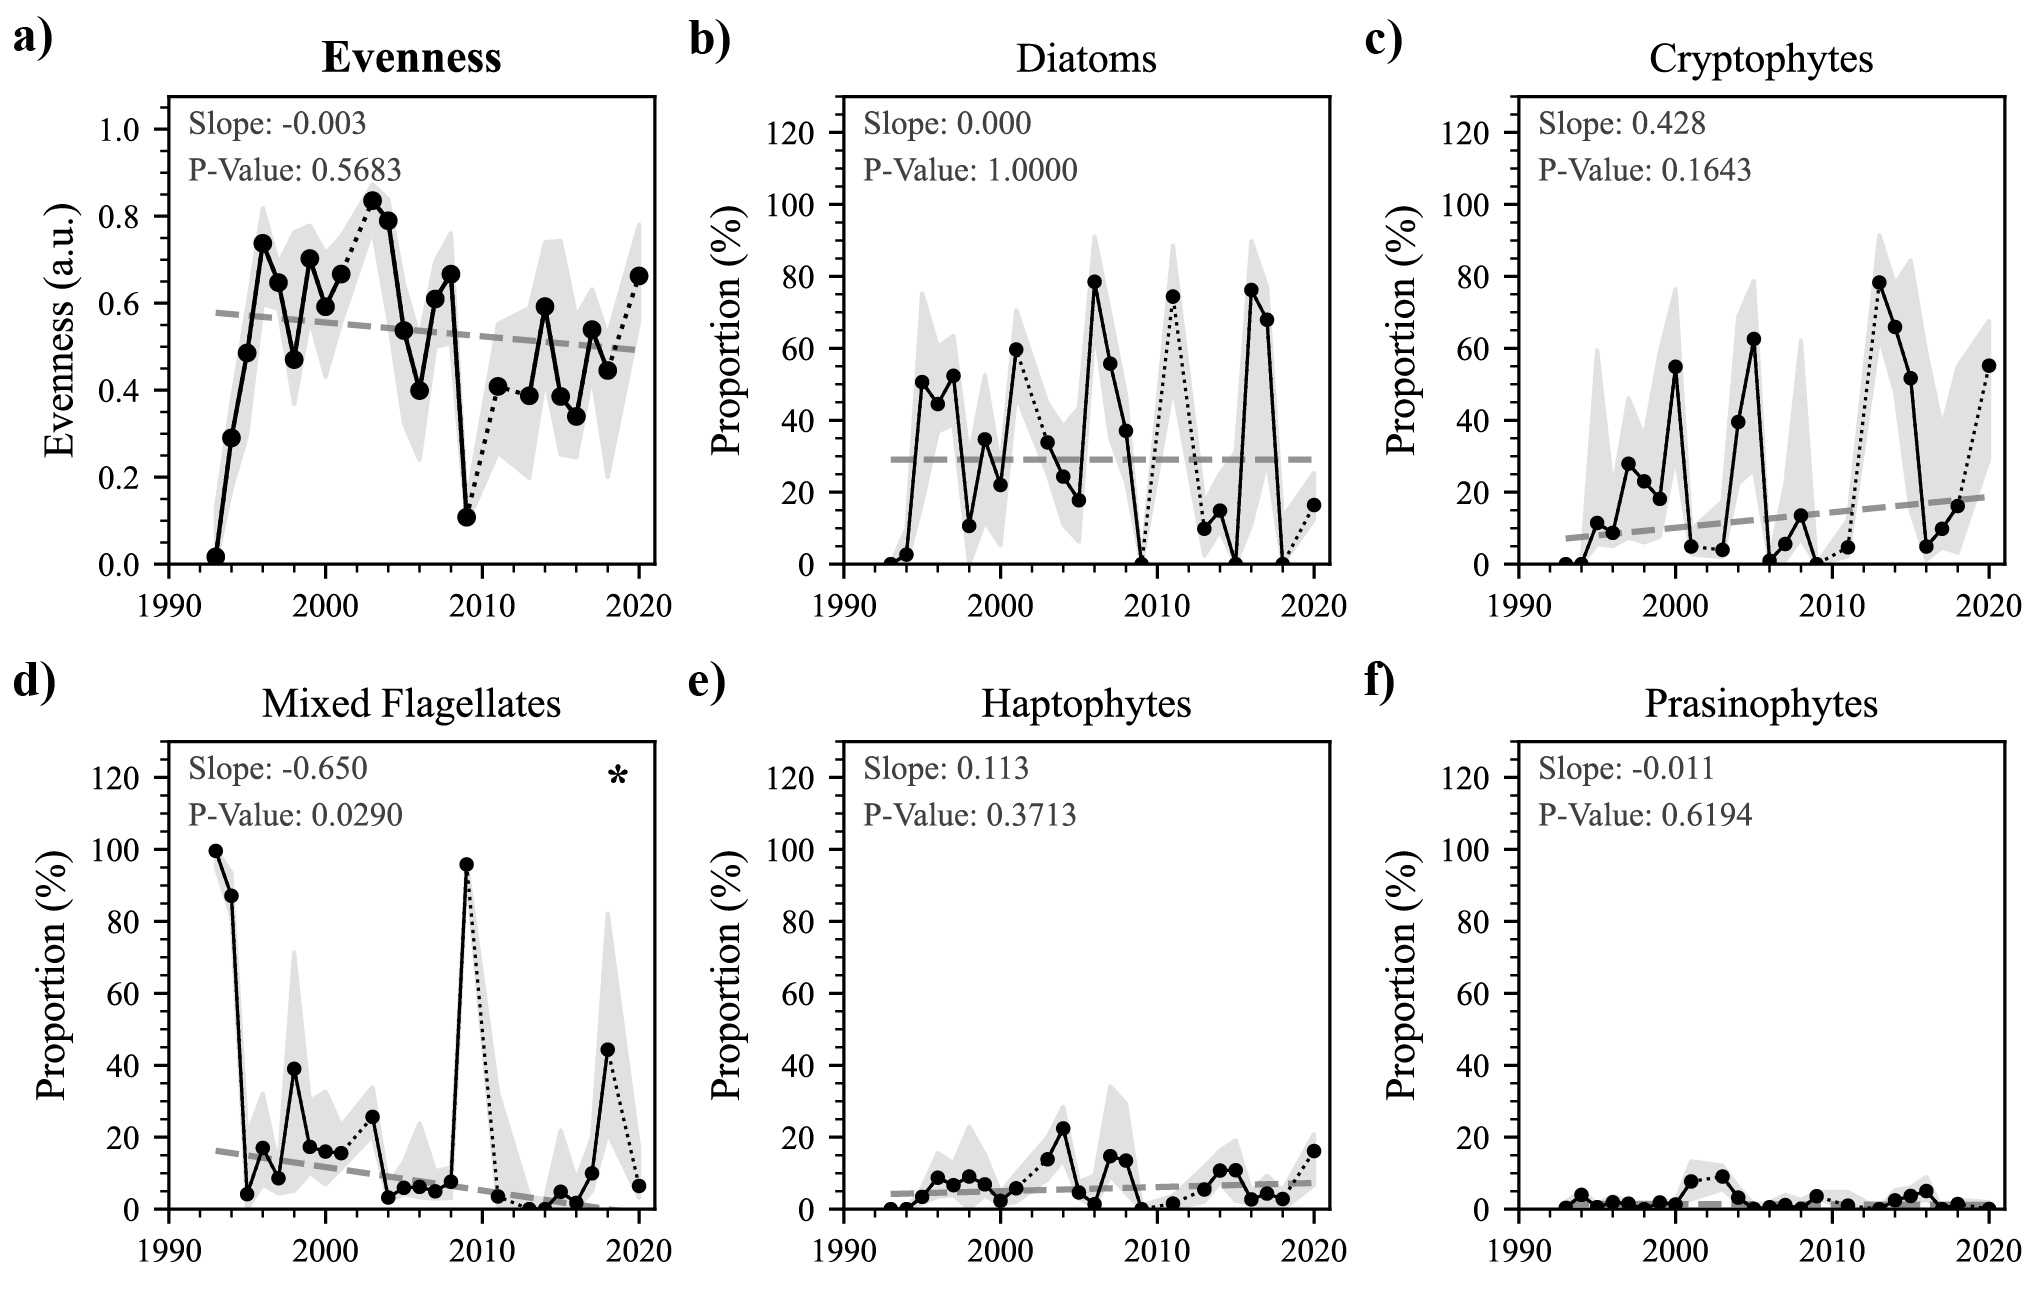 a)
Evenness
Slope: -0.003
P-Value: 0.5683
Evenness (a.u.)
1.0
0.8
0.6
0.4
0.2
0.0
1990 2000 2010 2020
b)
Diatoms
Slope: 0.000
P-Value: 1.0000
Proportion (%)
120
100
80
60
40
20
0
1990 2000 2010 2020
c)
Cryptophytes
Slope: 0.428
P-Value: 0.1643
Proportion (%)
120
100
80
60
40
20
0
1990 2000 2010 2020
d)
Mixed Flagellates
Slope: -0.650
*
P-Value: 0.0290
Proportion (%)
120
100
80
60
40
20
0
1990 2000 2010 2020
e)
Haptophytes
Slope: 0.113
P-Value: 0.3713
Proportion (%)
120
100
80
60
40
20
0
1990 2000 2010 2020
f)
Prasinophytes
Slope: -0.011
P-Value: 0.6194
Proportion (%)
120
100
80
60
40
20
0
1990 2000 2010 2020